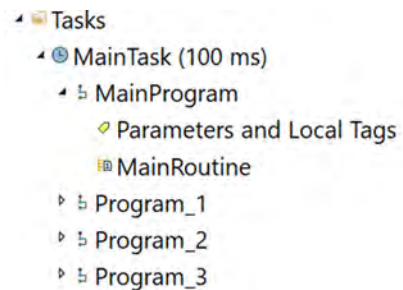 Tasks
MainTask (100 ms)
MainProgram
Parameters and Local Tags
MainRoutine
Program_1
Program_2
Program_3